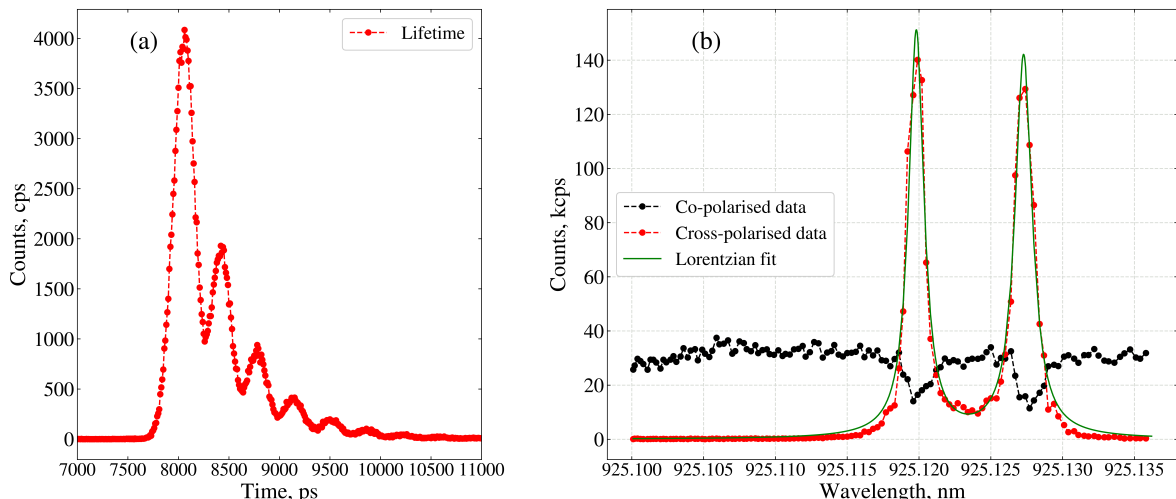 (a)
Lifetime
Counts, cps
4000
3500
3000
2500
2000
1500
1000
500
0
7000 7500 8000 8500 9000 9500 10000 10500 11000
Time, ps
(b)
Co-polarised data
Cross-polarised data
Lorentzian fit
Counts, kcps
140
120
100
80
60
40
20
0
925.100 925.105 925.110 925.115 925.120 925.125 925.130 925.135
Wavelength, nm